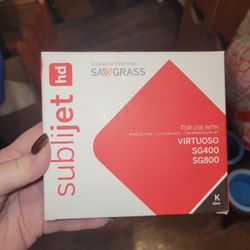 sublijet hd
SAWGRASS
FOR USE WITH
VIRTUOSO
SG400
SG800
K